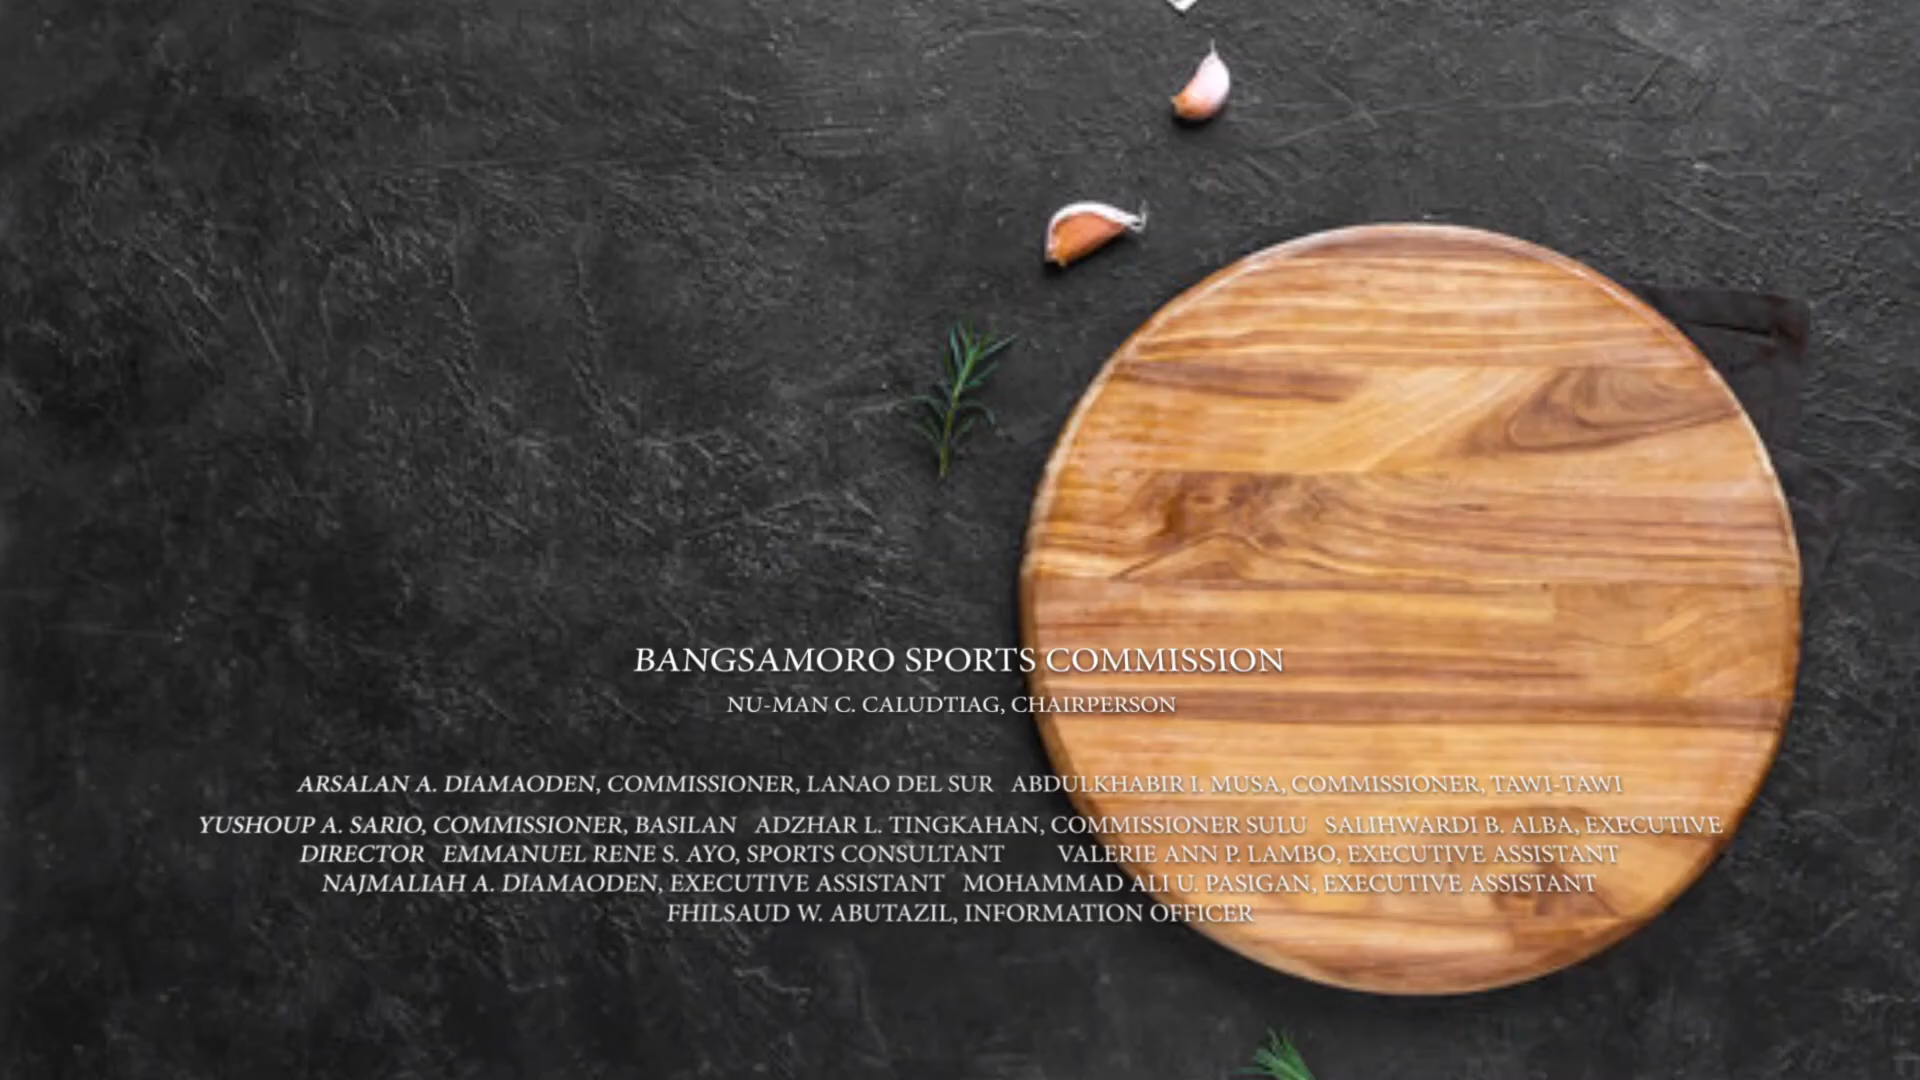 BANGSAMORO SPORTS COMMISSION
NU-MAN C. CALUDTIAG, CHAIRPERSON
ARSALAN A. DIAMAODEN, COMMISSIONER, LANAO DEL SUR ABDULKHABIR I. MUSA, COMMISSIONER, TAWI-TAWI
YUSHOUP A. SARIO, COMMISSIONER, BASILAN ADZHAR L. TINGKAHAN, COMMISSIONER SULU SALIHWARDI B. ALBA, EXECUTIVE
DIRECTOR EMMANUEL RENE S. AYO, SPORTS CONSULTANT VALERIE ANN P. LAMBO, EXECUTIVE ASSISTANT
NAJMALIAH A. DIAMAODEN, EXECUTIVE ASSISTANT MOHAMMAD ALI U. PASIGAN, EXECUTIVE ASSISTANT
FHILSAUD W. ABUTAZIL, INFORMATION OFFICER